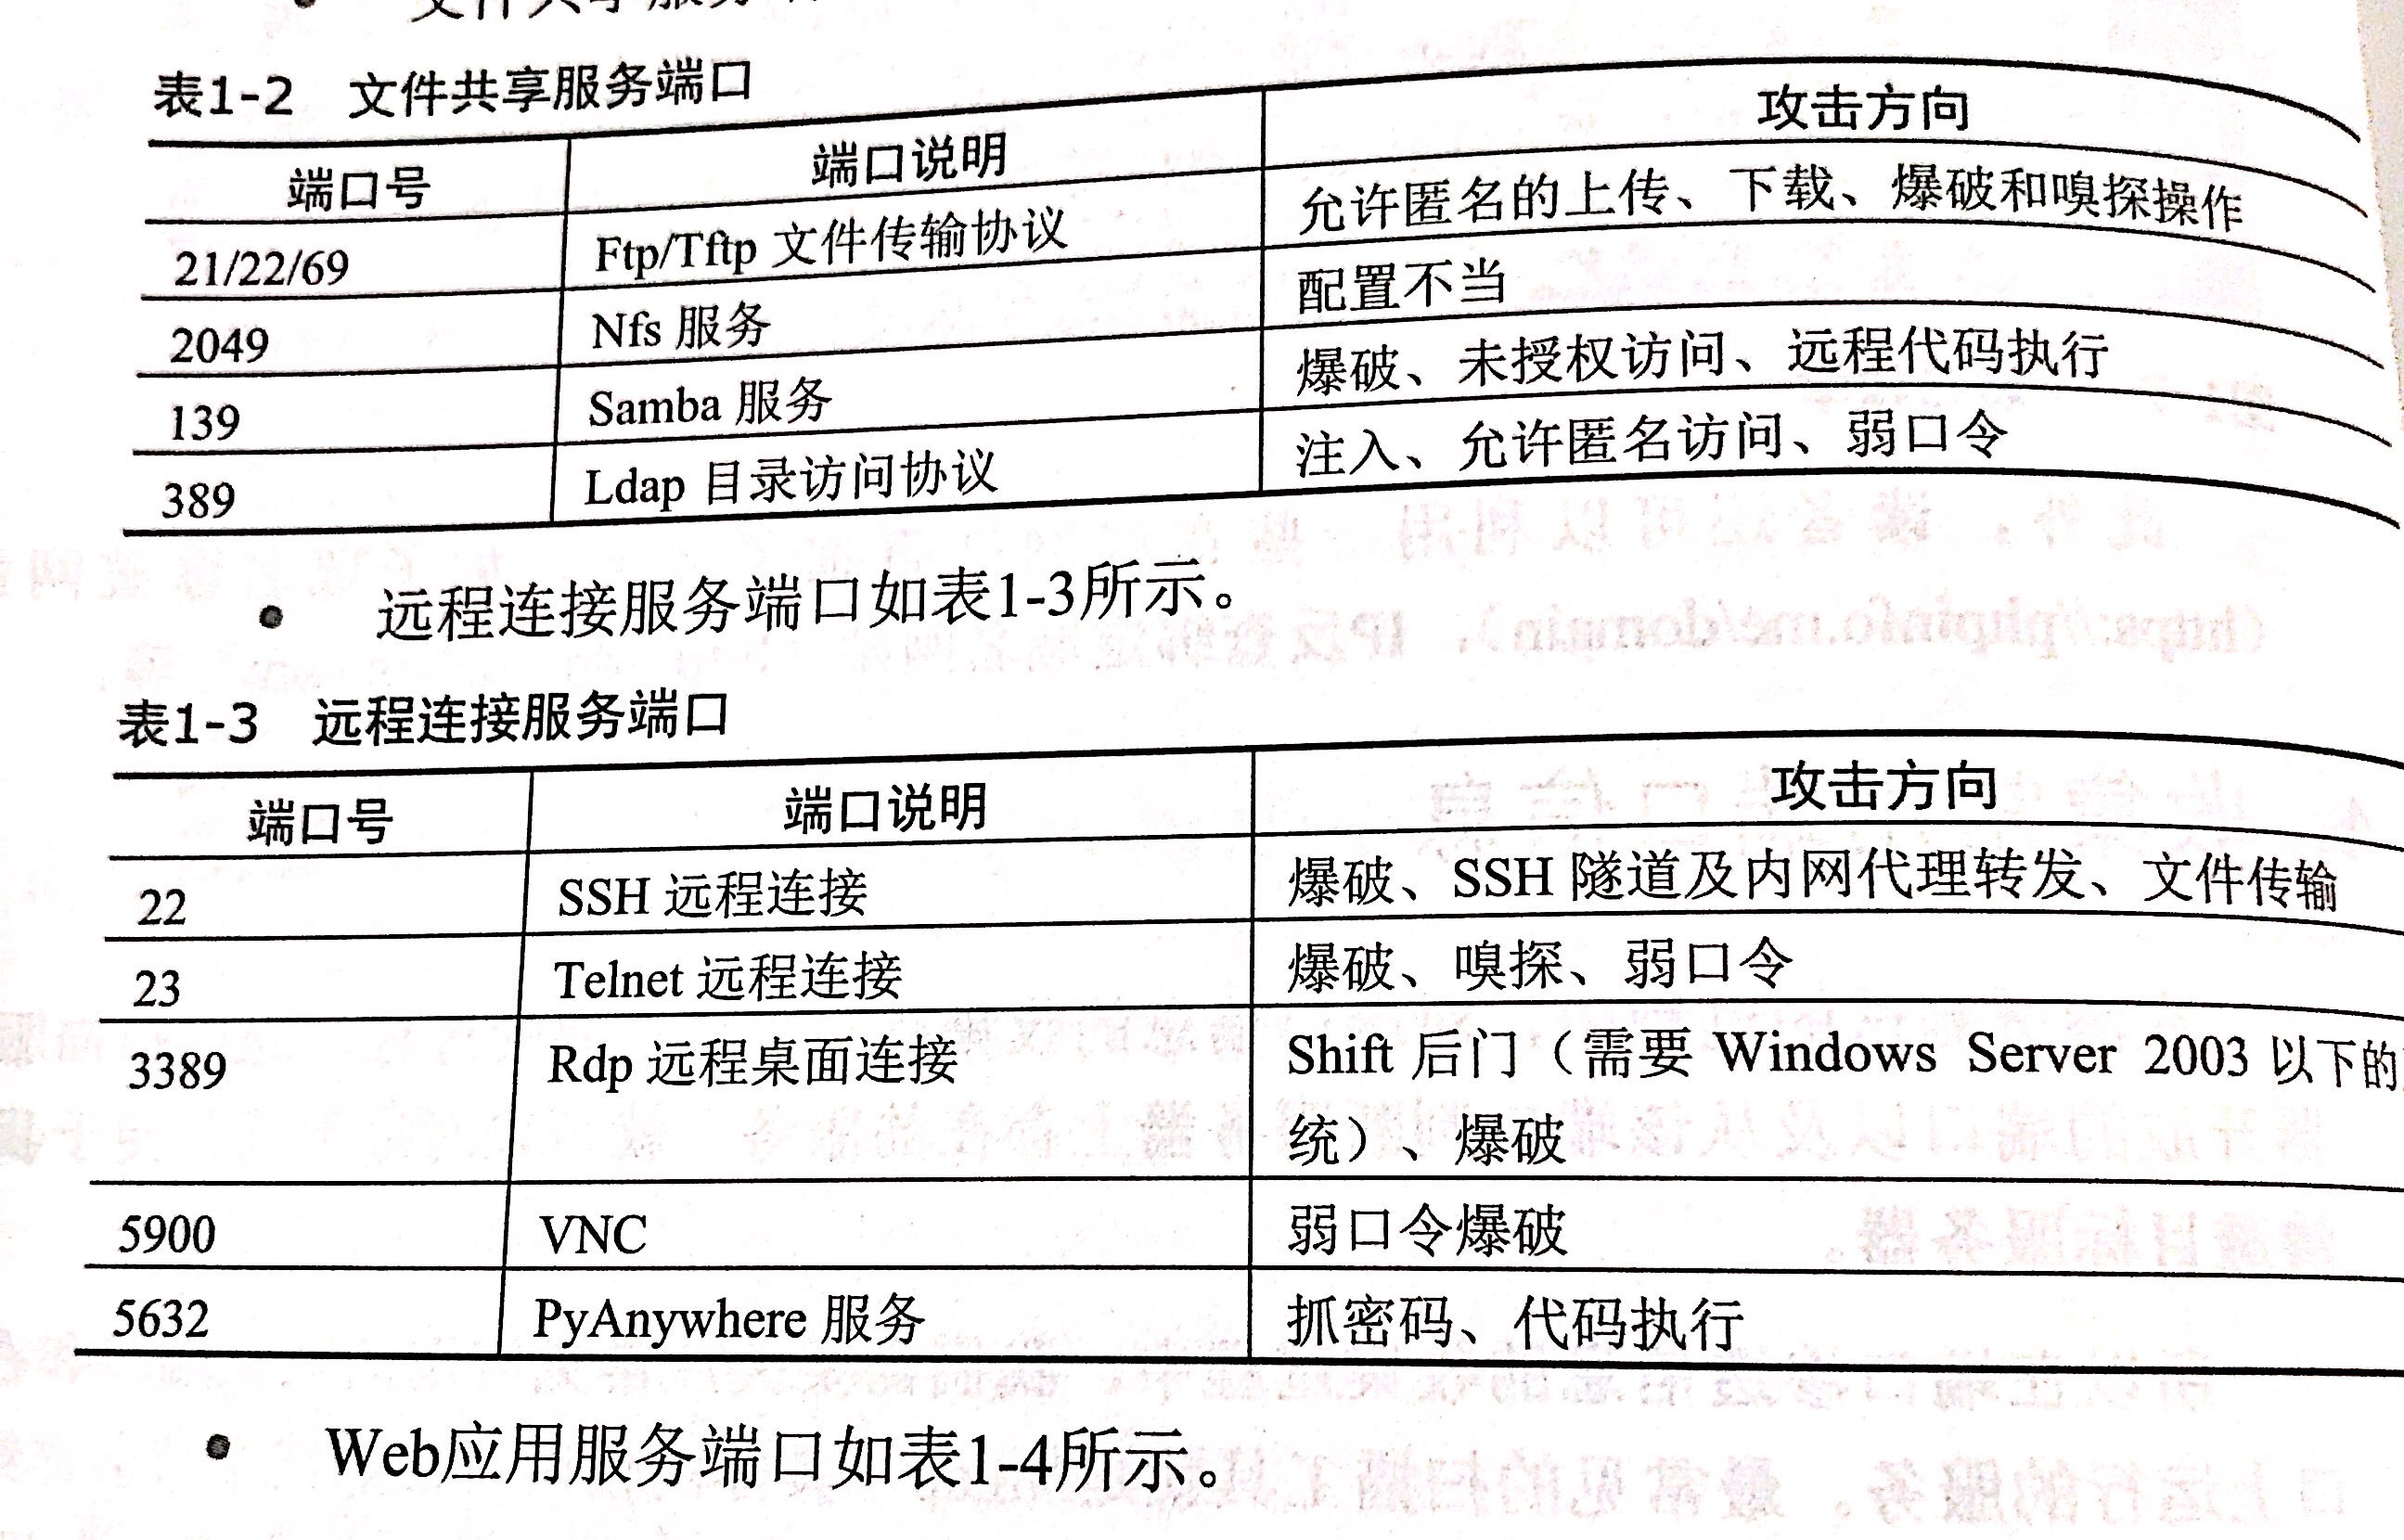 文件共享服务
表1-2 文件共享服务端口
端口号 端口说明 攻击方向
21/22/69 Ftp/Tftp 文件传输协议 允许匿名的上传、下载、爆破和嗅探操作
2049 Nfs 服务 配置不当
139 Samba 服务 爆破、未授权访问、远程代码执行
389 Ldap 目录访问协议 注入、允许匿名访问、弱口令
• 远程连接服务端口如表1-3所示。
表1-3 远程连接服务端口
端口号 端口说明 攻击方向
22 SSH 远程连接 爆破、SSH 隧道及内网代理转发、文件传输
23 Telnet 远程连接 爆破、嗅探、弱口令
3389 Rdp 远程桌面连接 Shift 后门（需要 Windows Server 2003 以下的
统）、爆破
5900 VNC 弱口令爆破
5632 PyAnywhere 服务 抓密码、代码执行
• Web应用服务端口如表1-4所示。